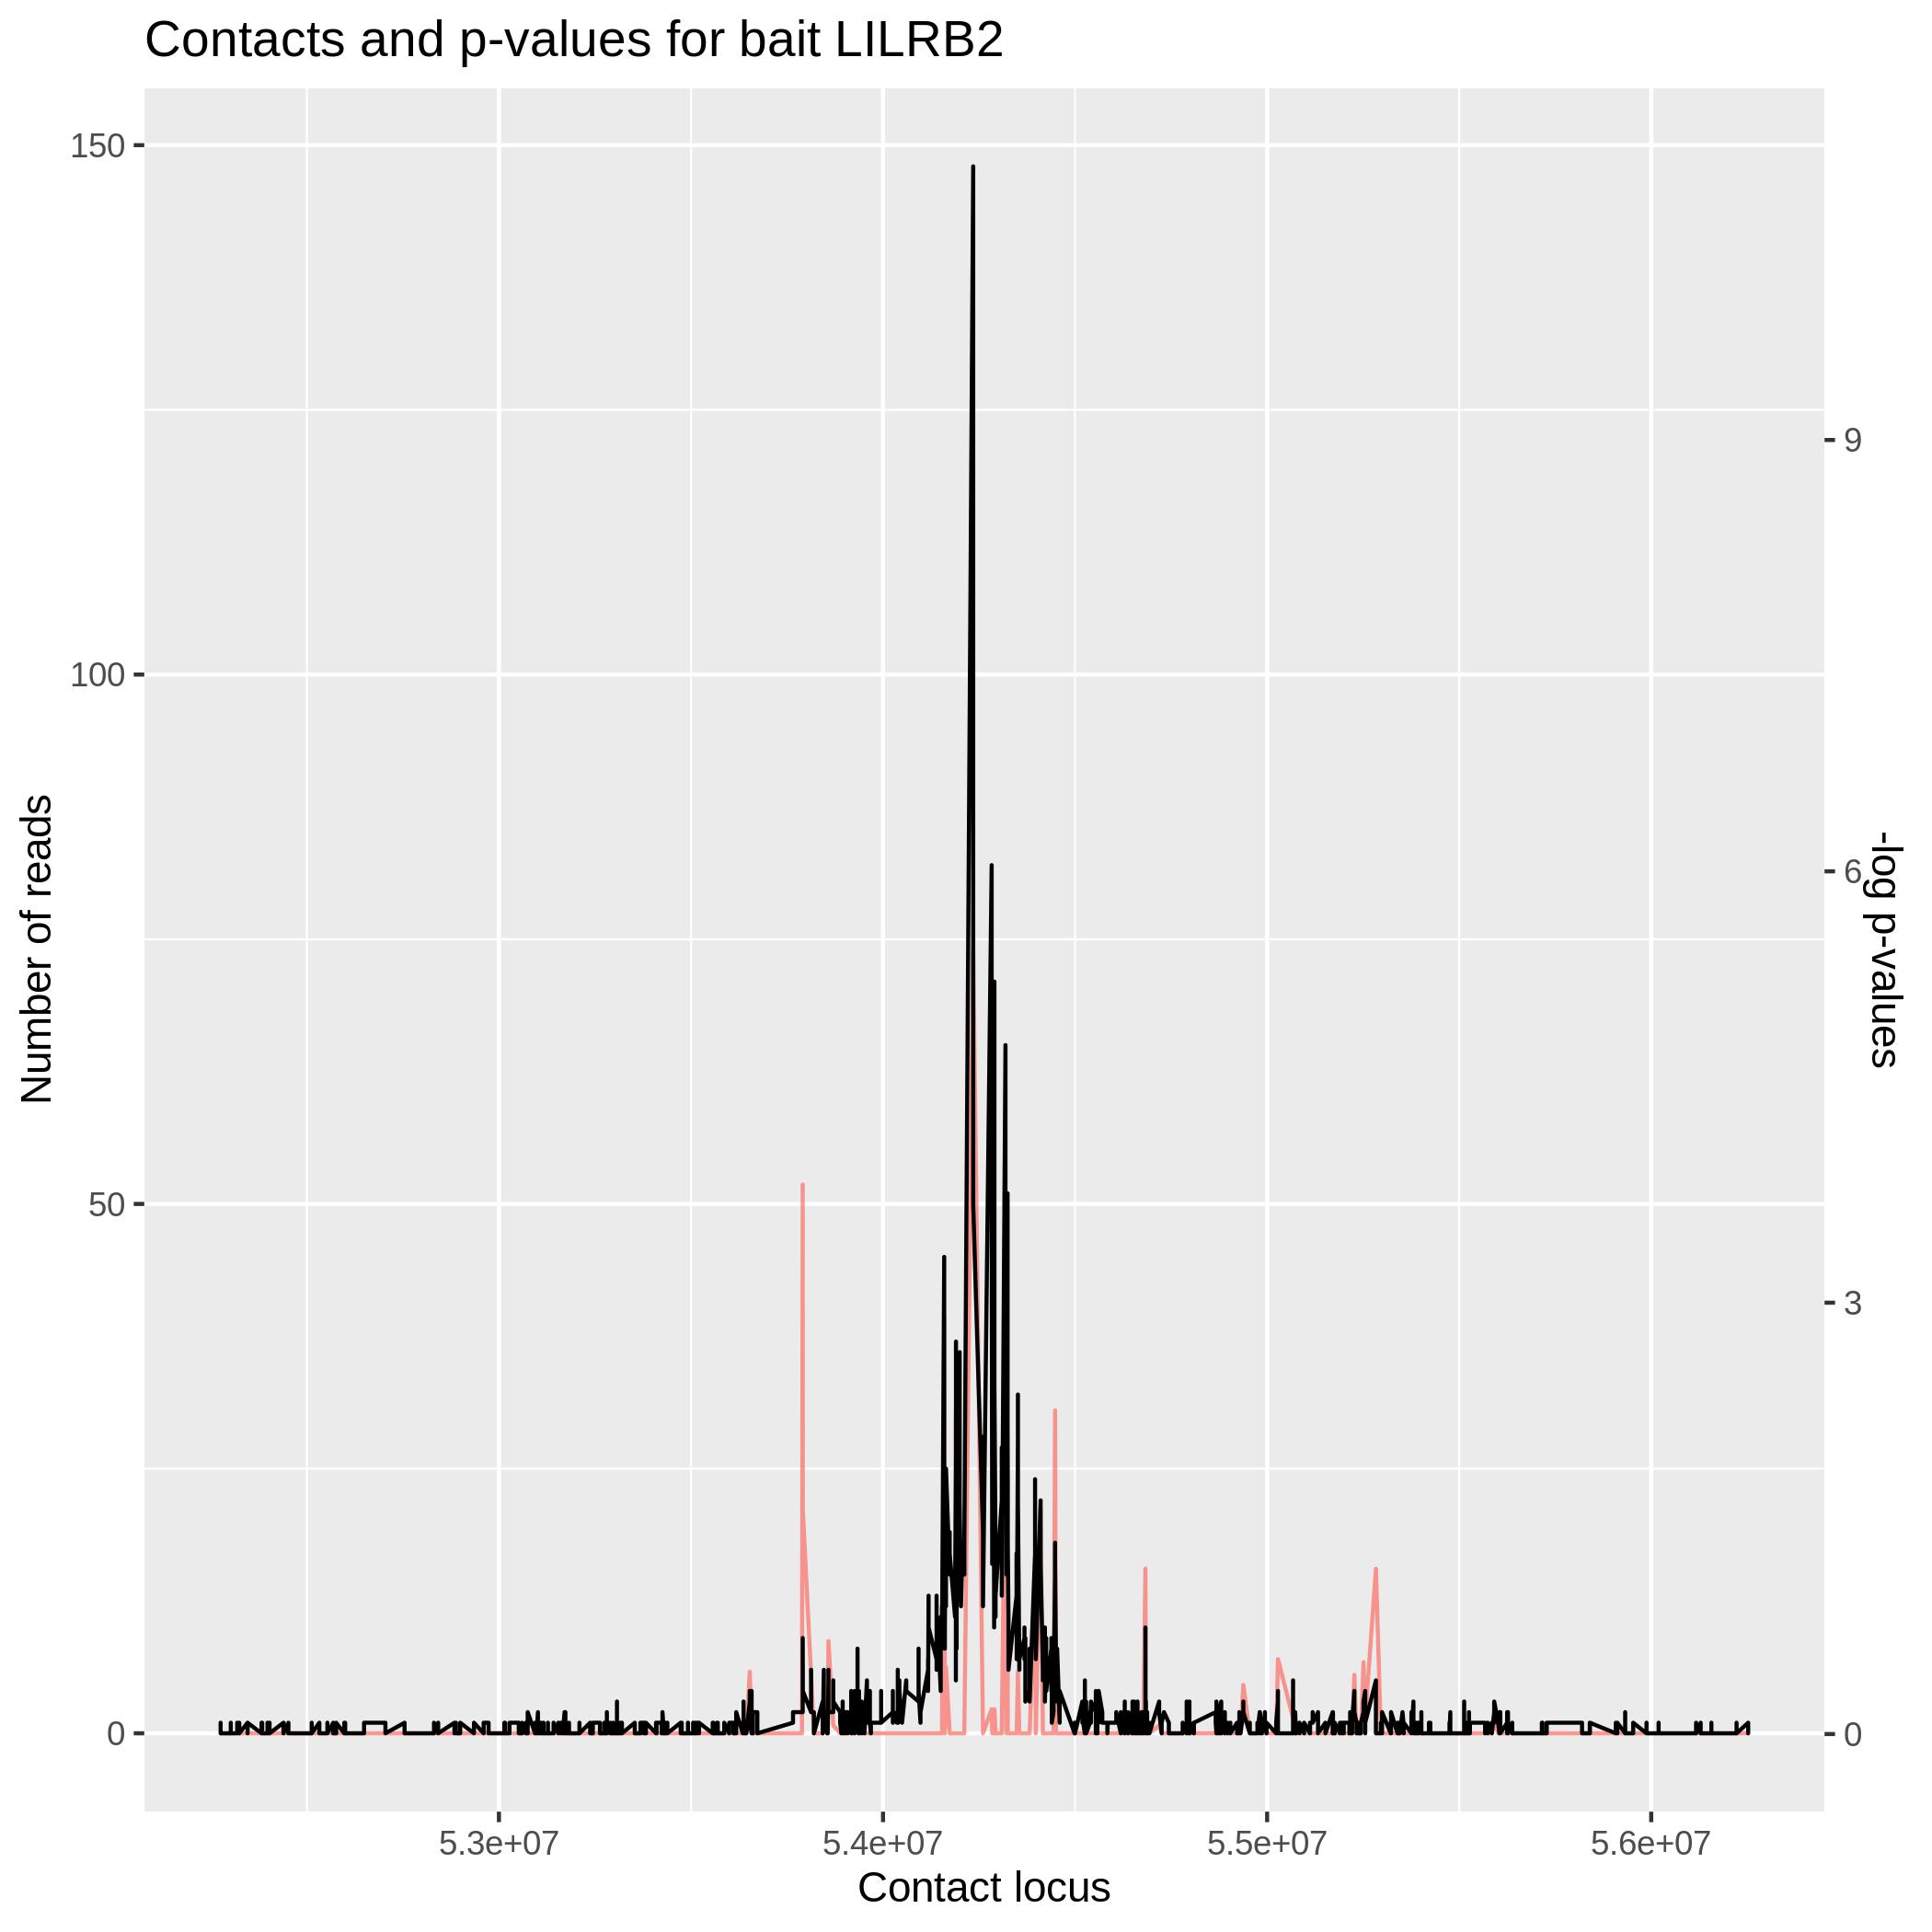 Contacts and p-values for bait LILRB2
150
100
50
0
Number of reads
9
6
3
0
-log p-values
5.3e+07 5.4e+07 5.5e+07 5.6e+07
Contact locus